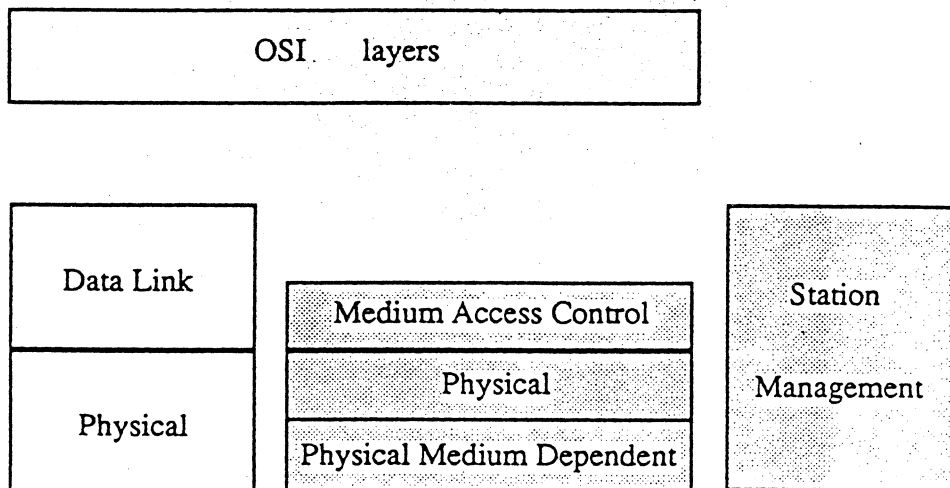 OSI layers
Data Link
Physical
Medium Access Control
Physical
Physical Medium Dependent
Station
Management